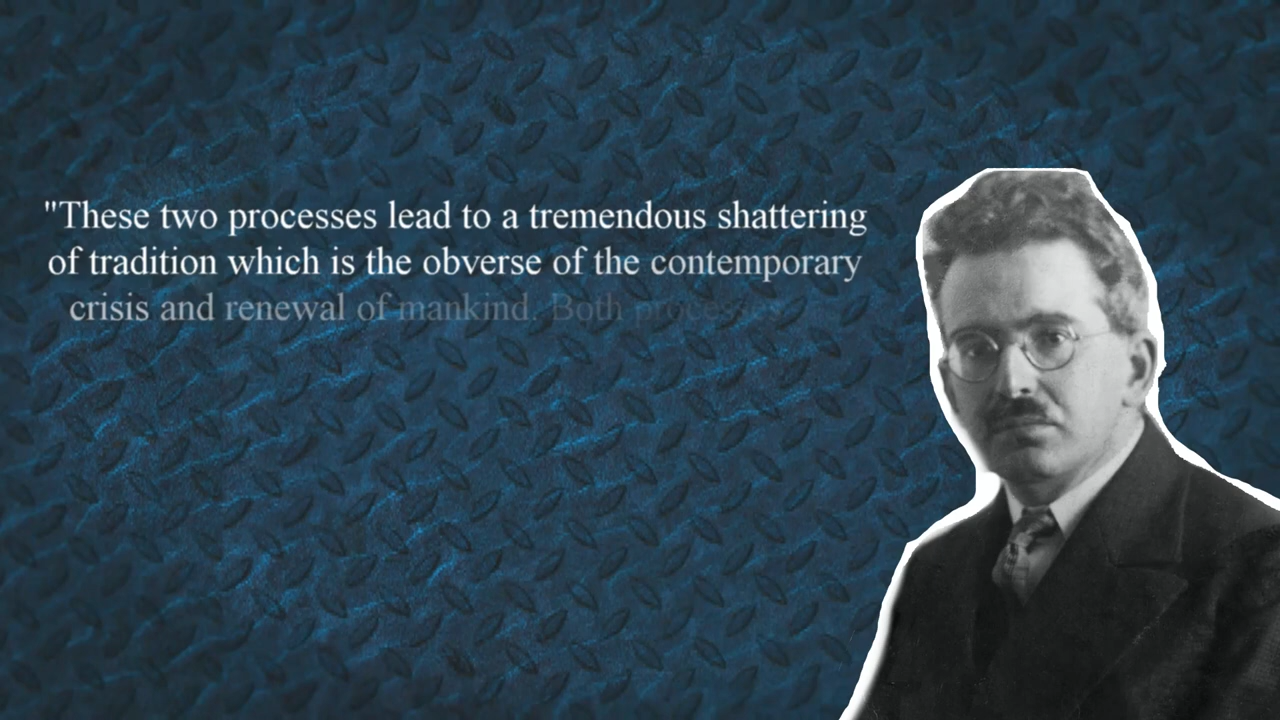 "These two processes lead to a tremendous shattering
of tradition which is the obverse of the contemporary
crisis and renewal of mankind. Both processes